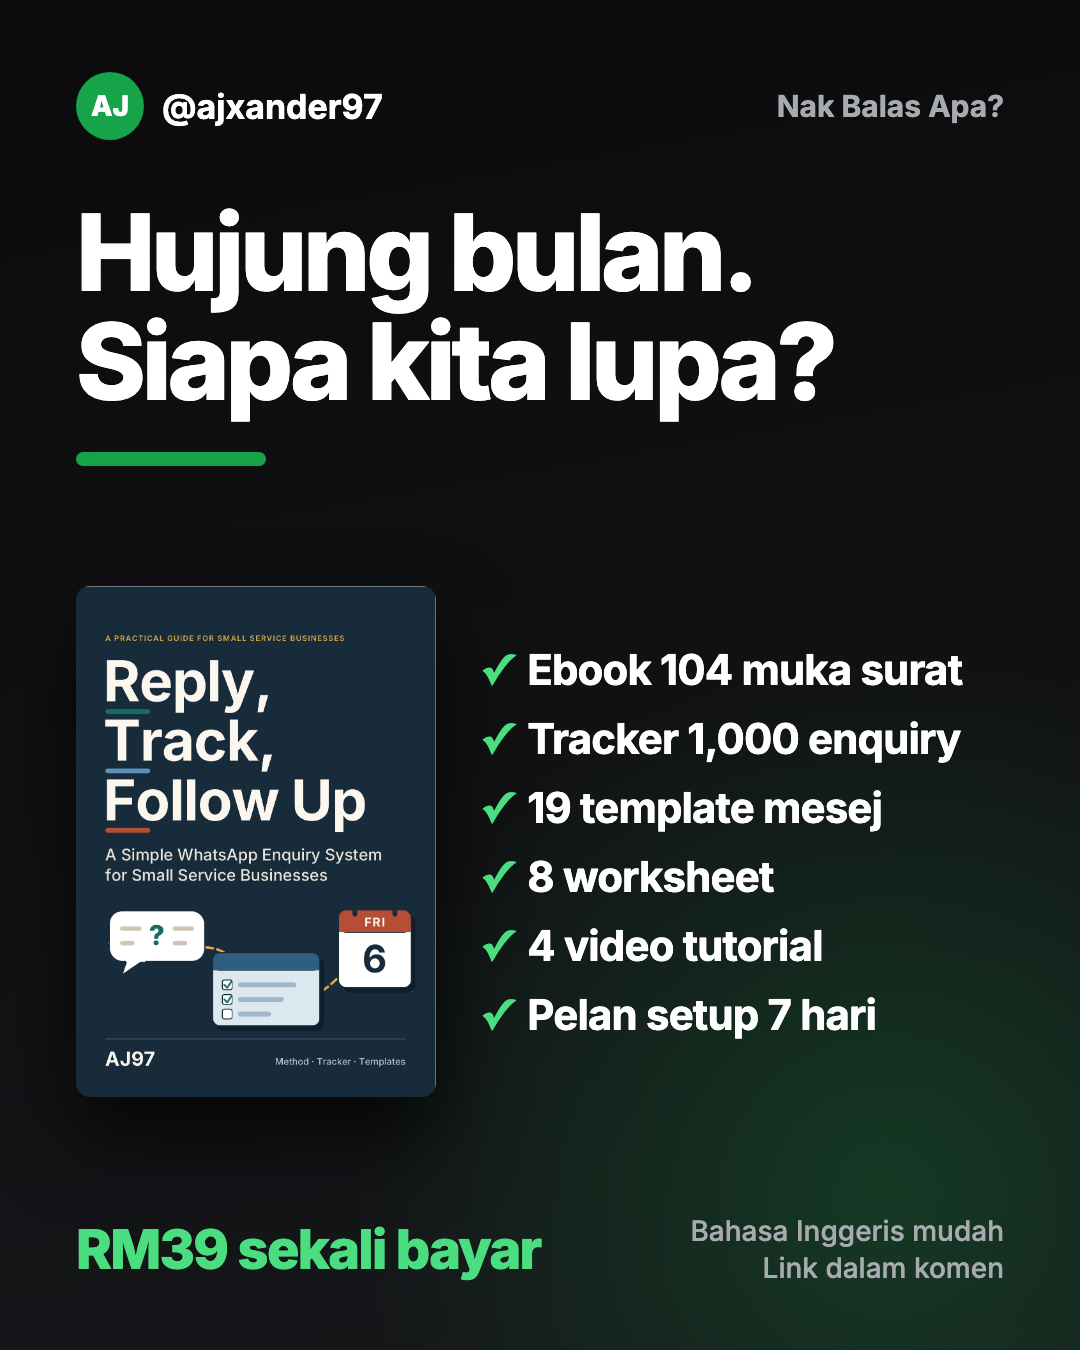 AJ
@ajxander97
Nak Balas Apa?
Hujung bulan.
Siapa kita lupa?
A PRACTICAL GUIDE FOR SMALL SERVICE BUSINESSES
Reply,
Track,
Follow Up
A Simple WhatsApp Enquiry System
for Small Service Businesses
?
FRI
6
AJ97
Method · Tracker · Templates
✓ Ebook 104 muka surat
✓ Tracker 1,000 enquiry
✓ 19 template mesej
✓ 8 worksheet
✓ 4 video tutorial
✓ Pelan setup 7 hari
RM39 sekali bayar
Bahasa Inggeris mudah
Link dalam komen